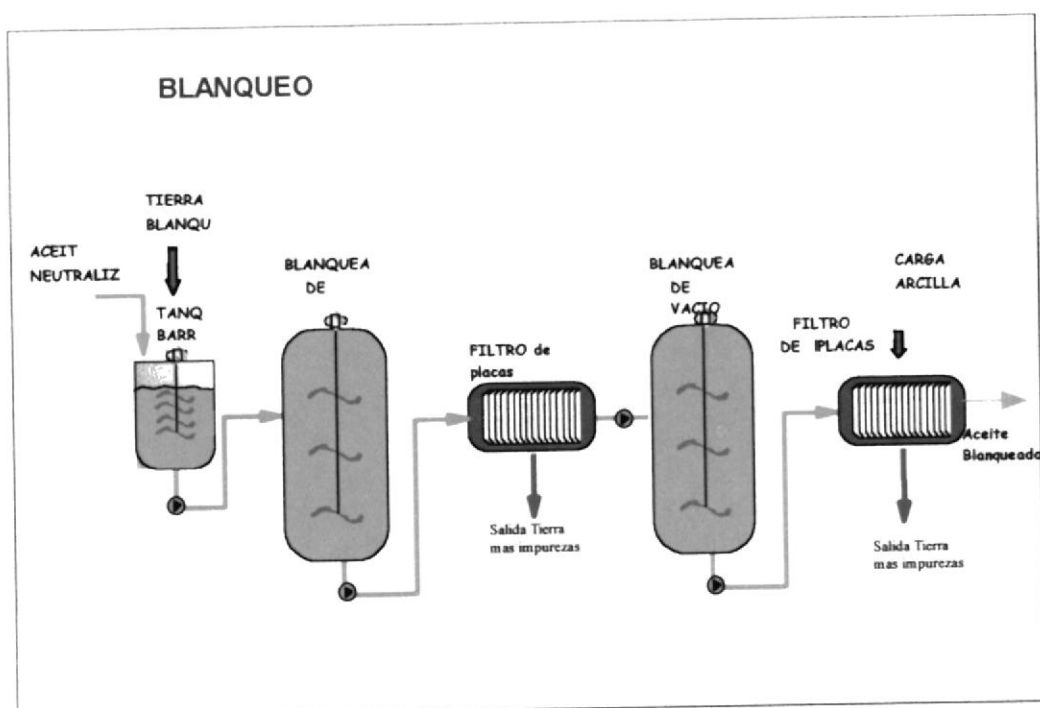 BLANQUEO
TIERRA
BLANQU
ACEIT
NEUTRALIZ
TANQ
BARR
BLANQUEA
DE
FILTRO de
placas
Salida Tierra
mas impurezas
BLANQUEA
DE
VACIO
FILTRO
DE PLACAS
CARGA
ARCILLA
Aceite
Blanqueado
Salida Tierra
mas impurezas